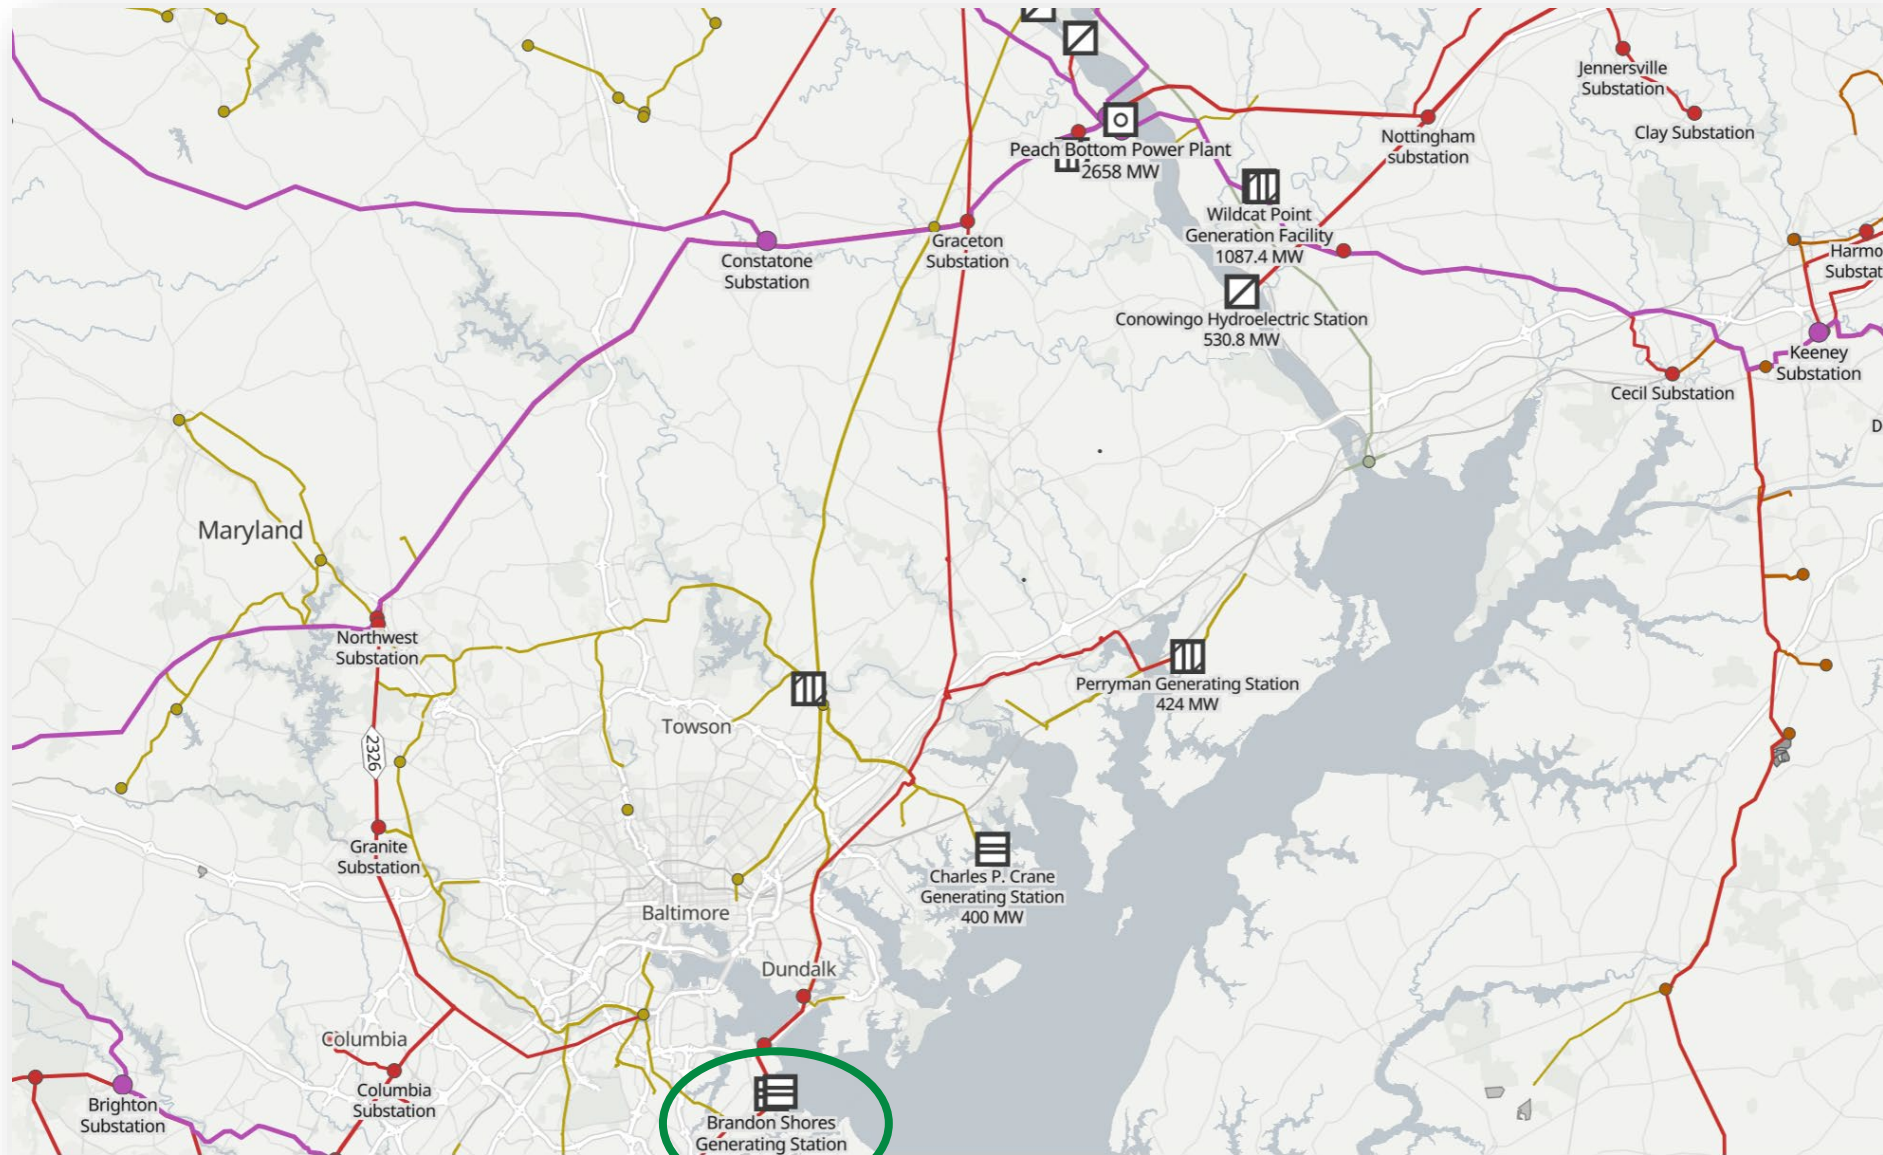 Jennersville
Substation
Clay Substation
Nottingham
substation
Peach Bottom Power Plant
2658 MW
Wildcat Point
Generation Facility
1087.4 MW
Graceton
Substation
Constatone
Substation
Harmo
Substat
Conowingo Hydroelectric Station
530.8 MW
Keeney
Substation
Cecil Substation
D
Maryland
Northwest
Substation
Perryman Generating Station
424 MW
Towson
2326
Granite
Substation
Charles P. Crane
Generating Station
400 MW
Baltimore
Dundalk
Columbia
Columbia
Substation
Brighton
Substation
Brandon Shores
Generating Station